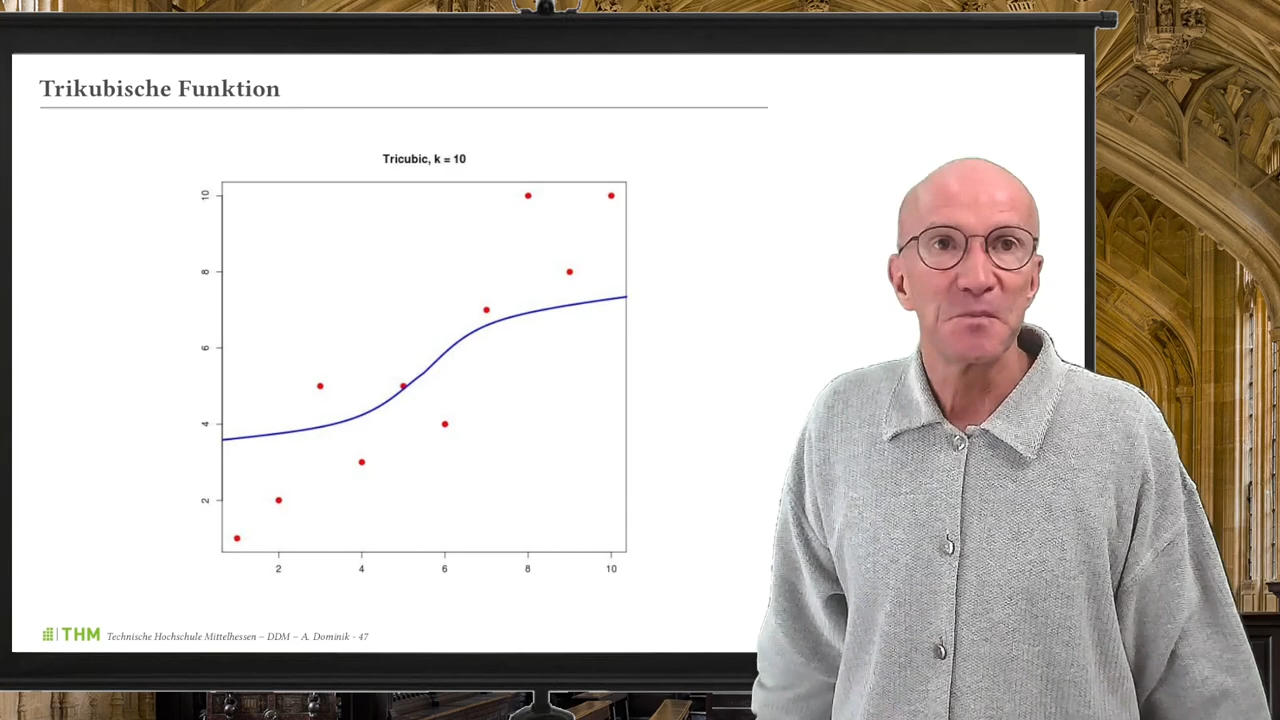 Trikubische Funktion
Tricubic, k = 10
10
8
6
4
2
2 4 6 8 10
THM Technische Hochschule Mittelhessen – DDM – A. Dominik - 47